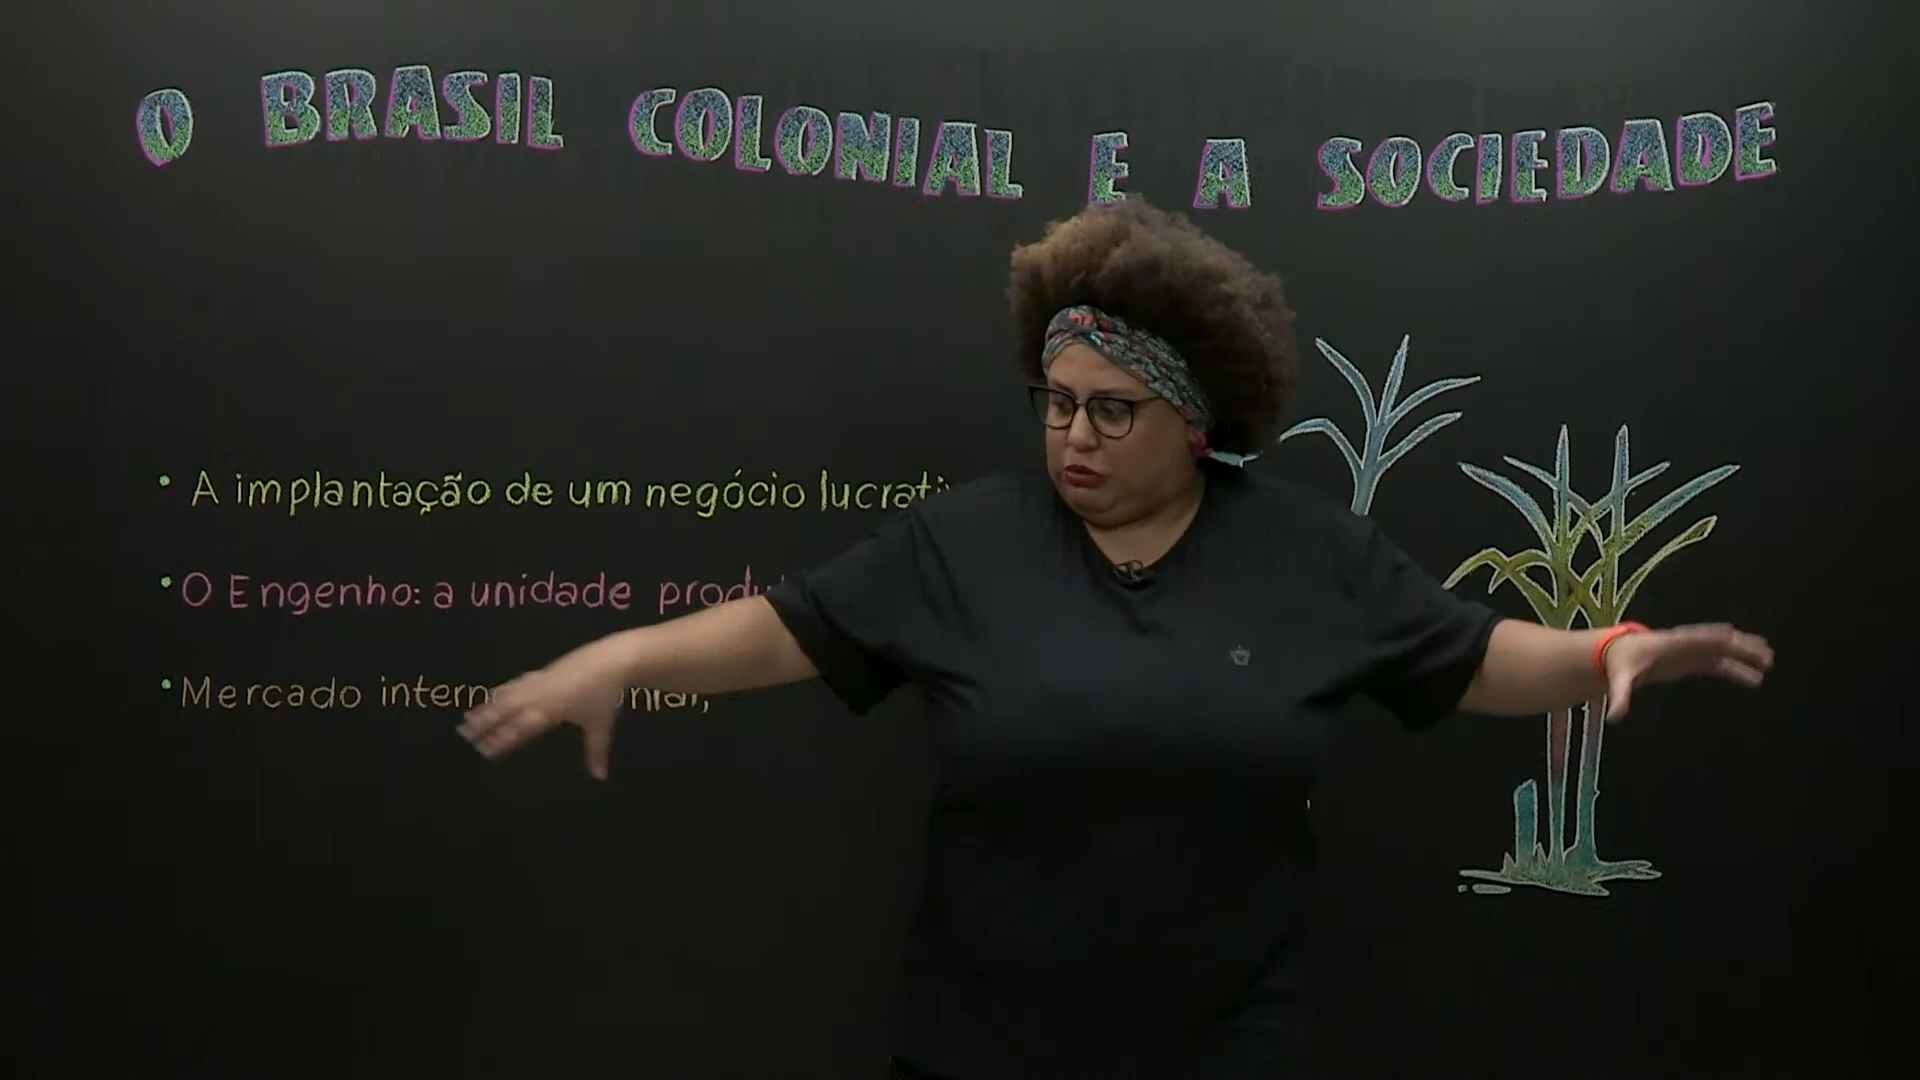 O BRASIL COLONIAL E A SOCIEDADE
• A implantação de um negócio
• O Engenho: a unidade
• Mercado